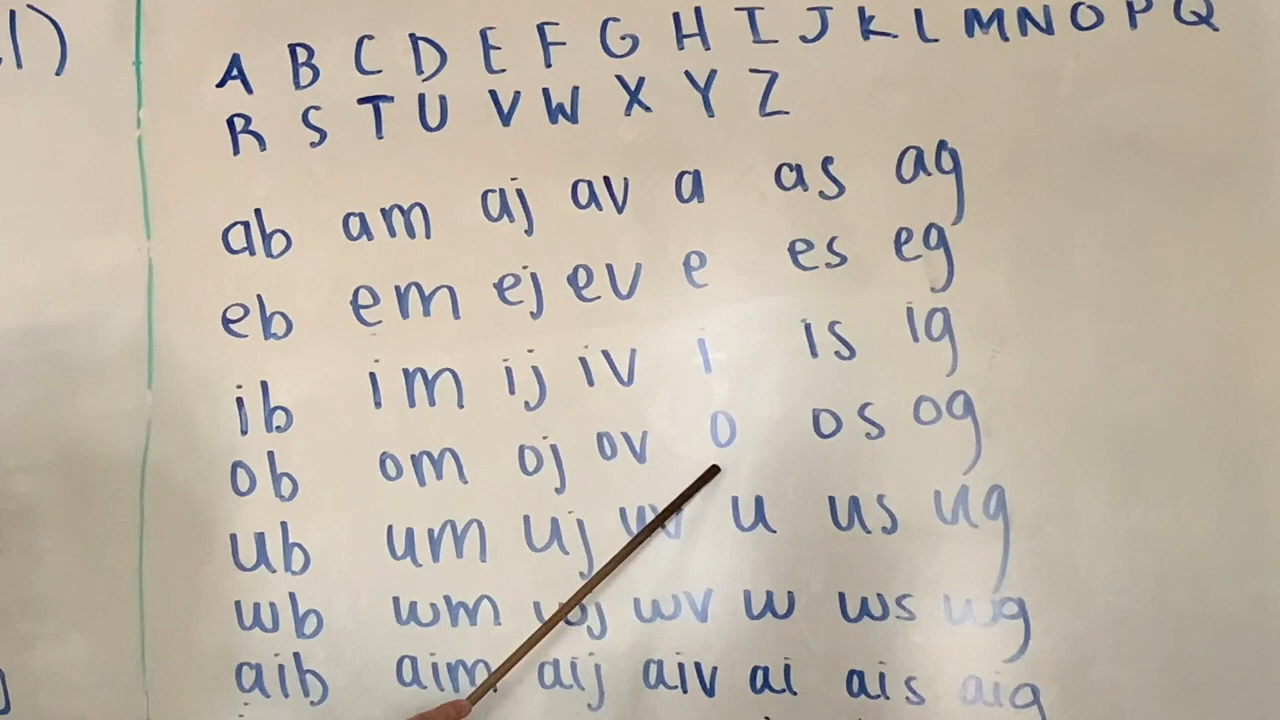 A B C D E F G H I J K L M N O P Q
R S T U V W X Y Z
ab am aj av a as ag
eb em ej ev e es eg
ib im ij iv i is ig
ob om oj ov o os og
ub um uj uv u us ug
wb wm wj wv w ws wg
aib aim aij aiv ai ais aig